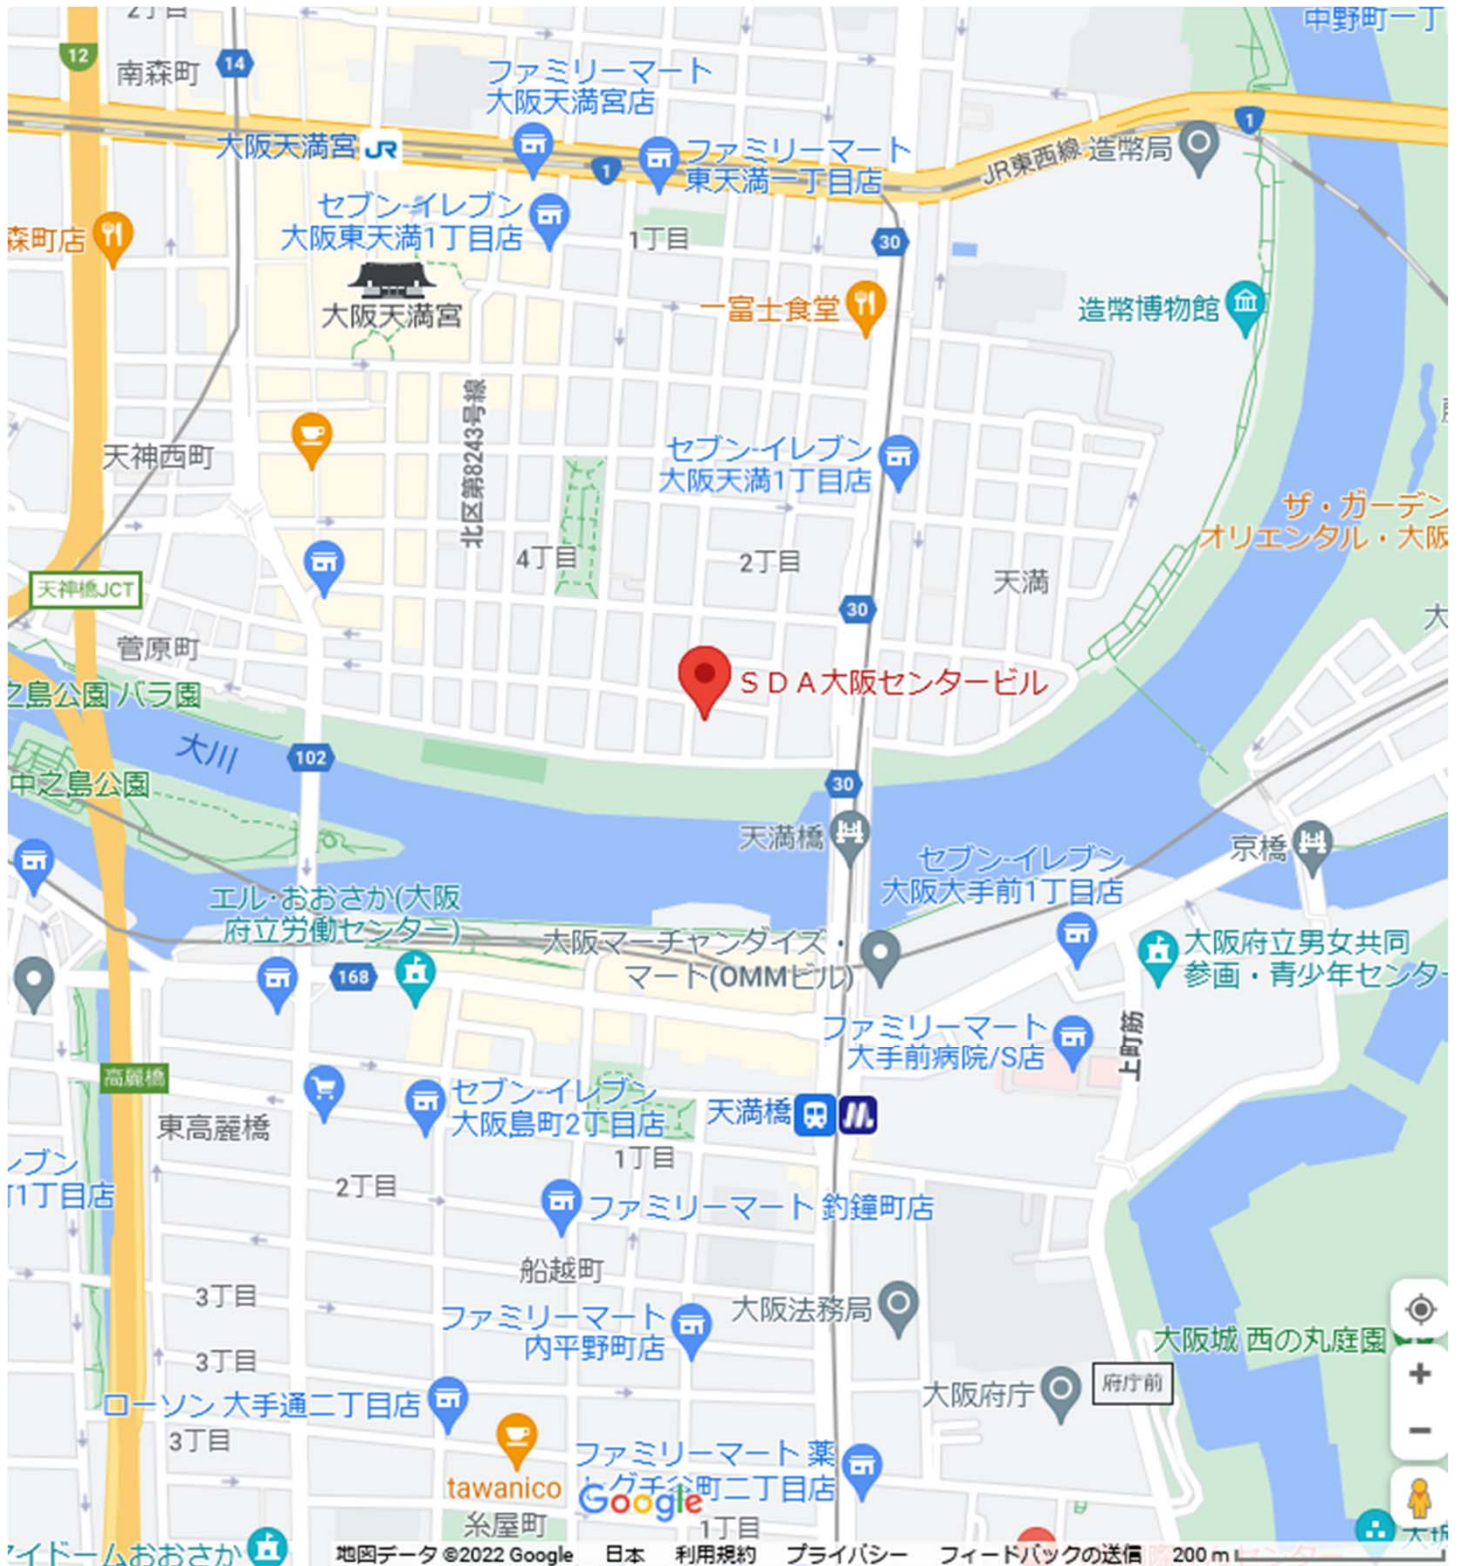 2丁目
中野町一丁
12
14
南森町
ファミリーマート
大阪天満宮店
大阪天満宮
JR
1
ファミリーマート
東天満一丁目店
1
JR東西線
造幣局
森町店
セブン-イレブン
大阪東天満1丁目店
1丁目
30
大阪天満宮
一富士食堂
造幣博物館
北区第8243号線
天神西町
セブン-イレブン
大阪天満1丁目店
ザ・ガーデン
オリエンタル・大阪
4丁目
2丁目
天満
天神橋JCT
30
大
菅原町
之島公園 バラ園
SDA大阪センタービル
大川
102
中之島公園
30
天満橋
京橋
セブン-イレブン
大阪大手前1丁目店
エル・おおさか(大阪
府立労働センター)
大阪マーチャンダイズ・
マート(OMMビル)
168
大阪府立男女共同
参画・青少年センター
ファミリーマート
大手前病院/S店
上町筋
高麗橋
東高麗橋
セブン-イレブン
大阪島町2丁目店
天満橋
1丁目
レブン
町1丁目店
2丁目
ファミリーマート 釣鐘町店
船越町
3丁目
ファミリーマート
内平野町店
大阪法務局
大阪城 西の丸庭園
3丁目
ローソン 大手通二丁目店
大阪府庁
府庁前
3丁目
tawanico
ファミリーマート 薬
町二丁目店
Google
糸屋町
1丁目
イドームおおさか
地図データ ©2022 Google
日本
利用規約
プライバシー
フィードバックの送信
200 m